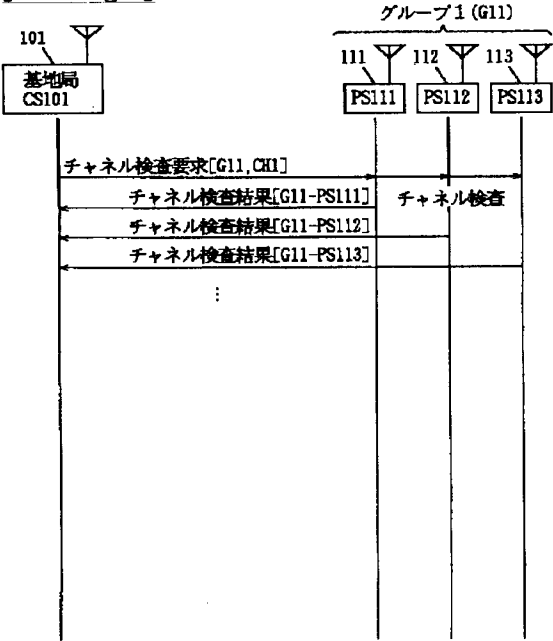 グループ1(G11)
101
111
112
113
基地局
CS101
PS111
PS112
PS113
チャネル検査要求[G11,CH1]
チャネル検査結果[G11-PS111]
チャネル検査
チャネル検査結果[G11-PS112]
チャネル検査結果[G11-PS113]
⋮